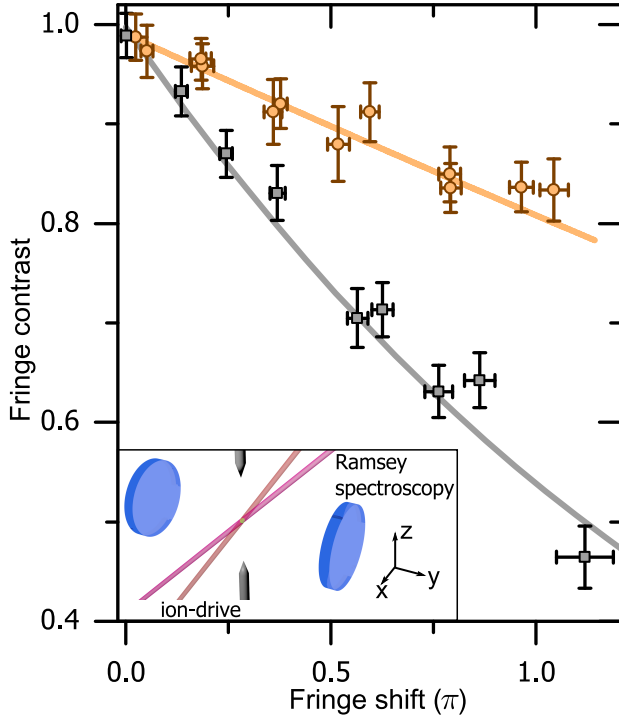 1.0
0.8
0.6
0.4
Fringe contrast
Ramsey
spectroscopy
z
y
x
ion-drive
0.0
0.5
1.0
Fringe shift (π)